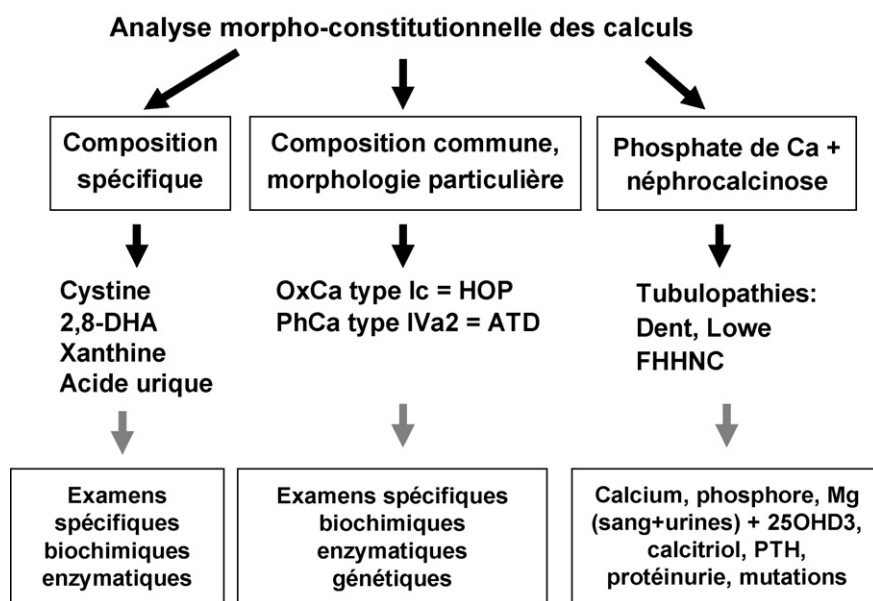 Analyse morpho-constitutionnelle des calculs
Composition
spécifique
Composition commune,
morphologie particulière
Phosphate de Ca +
néphrocalcinose
Cystine
2,8-DHA
Xanthine
Acide urique
OxCa type Ic = HOP
PhCa type IVa2 = ATD
Tubulopathies:
Dent, Lowe
FHHNC
Examens
spécifiques
biochimiques
enzymatiques
Examens spécifiques
biochimiques
enzymatiques
génétiques
Calcium, phosphore, Mg
(sang+urines) + 25OHD3,
calcitriol, PTH,
protéinurie, mutations